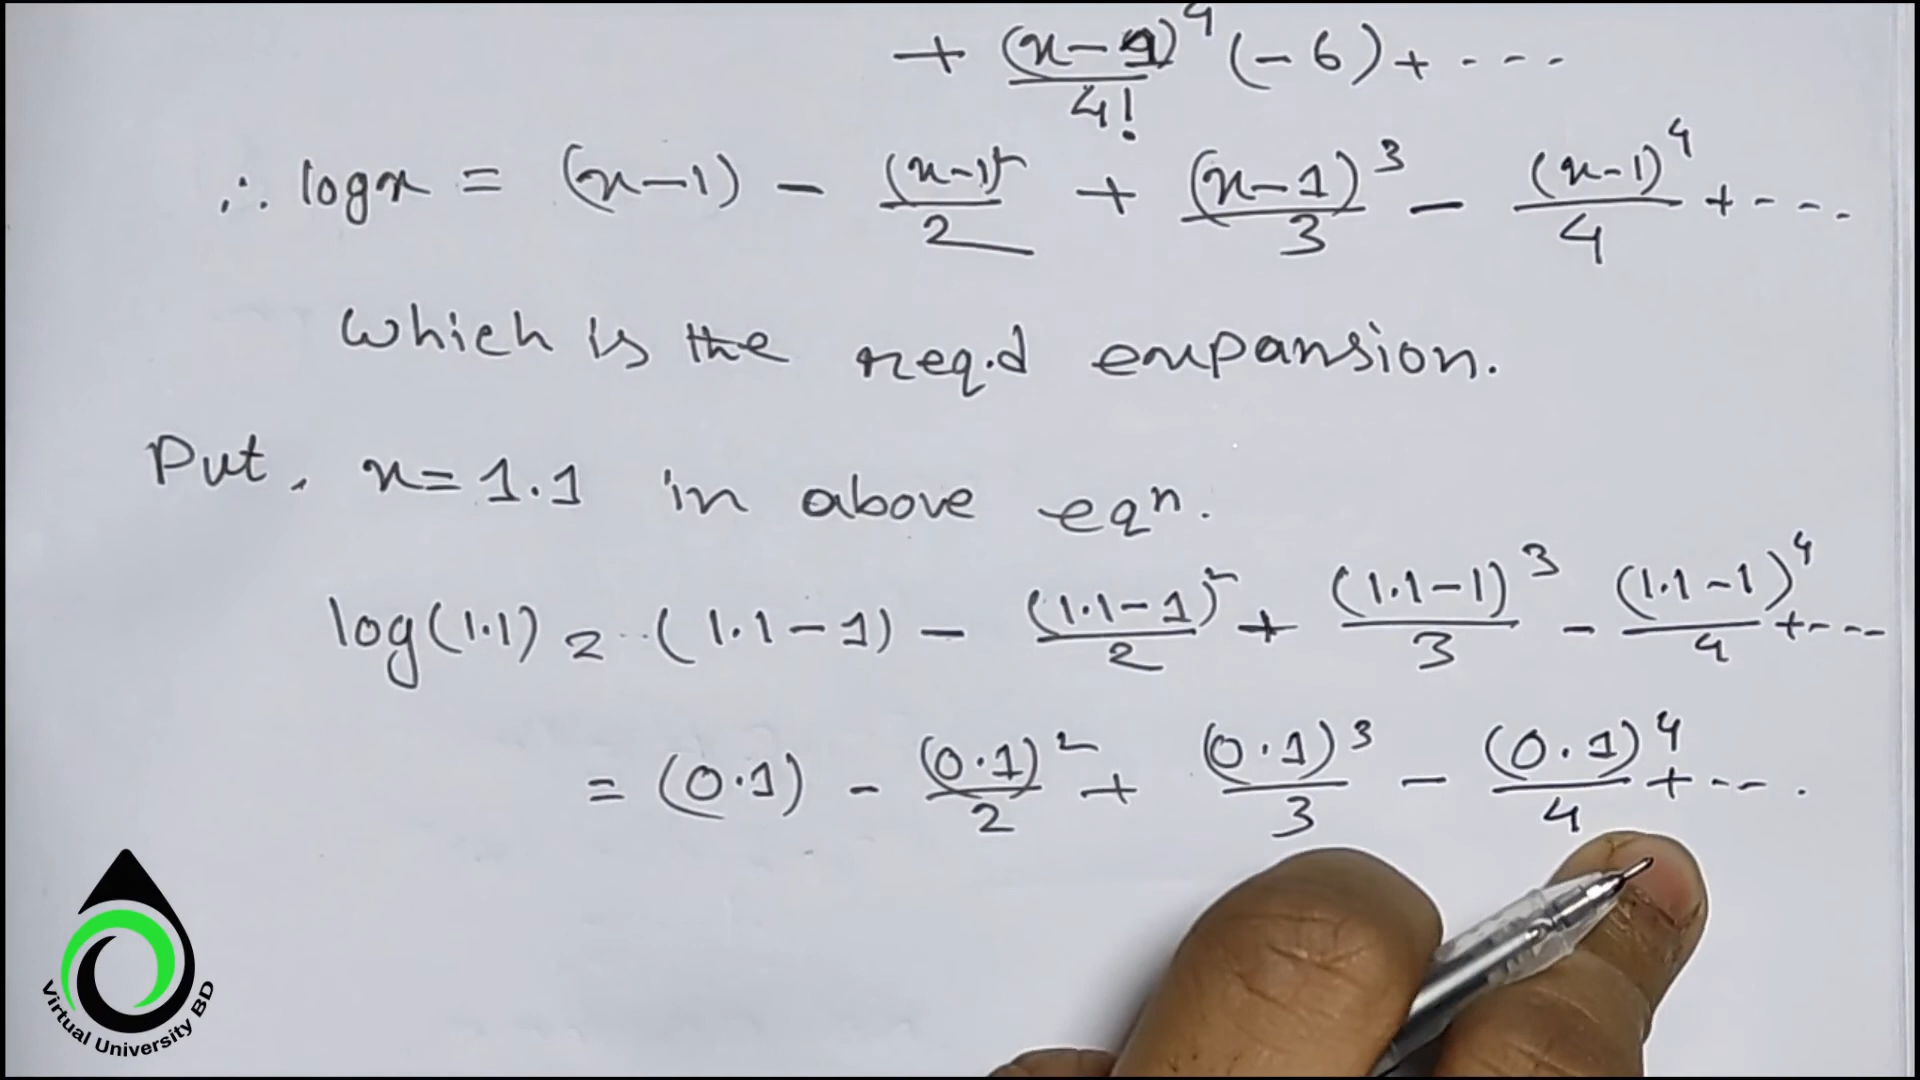 + (x-1)^4/4! (-6) + ----
∴ logx = (x-1) - (x-1)^2/2 + (x-1)^3/3 - (x-1)^4/4 + ----
which is the req.d expansion.
Put, x=1.1 in above eq^n.
log(1.1) = (1.1-1) - (1.1-1)^2/2 + (1.1-1)^3/3 - (1.1-1)^4/4 +----
= (0.1) - (0.1)^2/2 + (0.1)^3/3 - (0.1)^4/4 + ---.
Virtual University BD